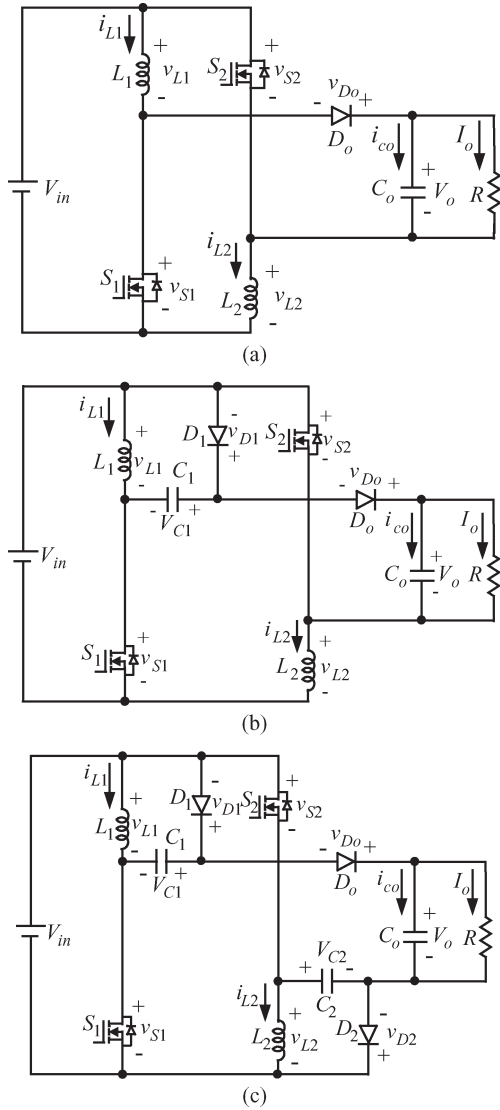 i_{L1} + + 
L_1 v_{L1} S_2 v_{S2}
- - - v_{Do} +
D_o i_{co} I_o
V_{in} C_o + V_o - R
i_{L2}
S_1 + v_{S1} - L_2 + v_{L2} -
(a)
i_{L1} + - +
D_1 v_{D1} S_2 v_{S2}
L_1 v_{L1} C_1 + -
- - V_{C1} + - v_{Do} +
D_o i_{co} I_o
V_{in} C_o + V_o - R
i_{L2}
S_1 + v_{S1} - L_2 + v_{L2} -
(b)
i_{L1} + - +
D_1 v_{D1} S_2 v_{S2}
L_1 v_{L1} C_1 + -
- - V_{C1} + - v_{Do} +
D_o i_{co} I_o
V_{in} C_o + V_o - R
+ V_{C2} -
i_{L2} C_2
S_1 + v_{S1} - L_2 + v_{L2} - D_2 - v_{D2} +
(c)